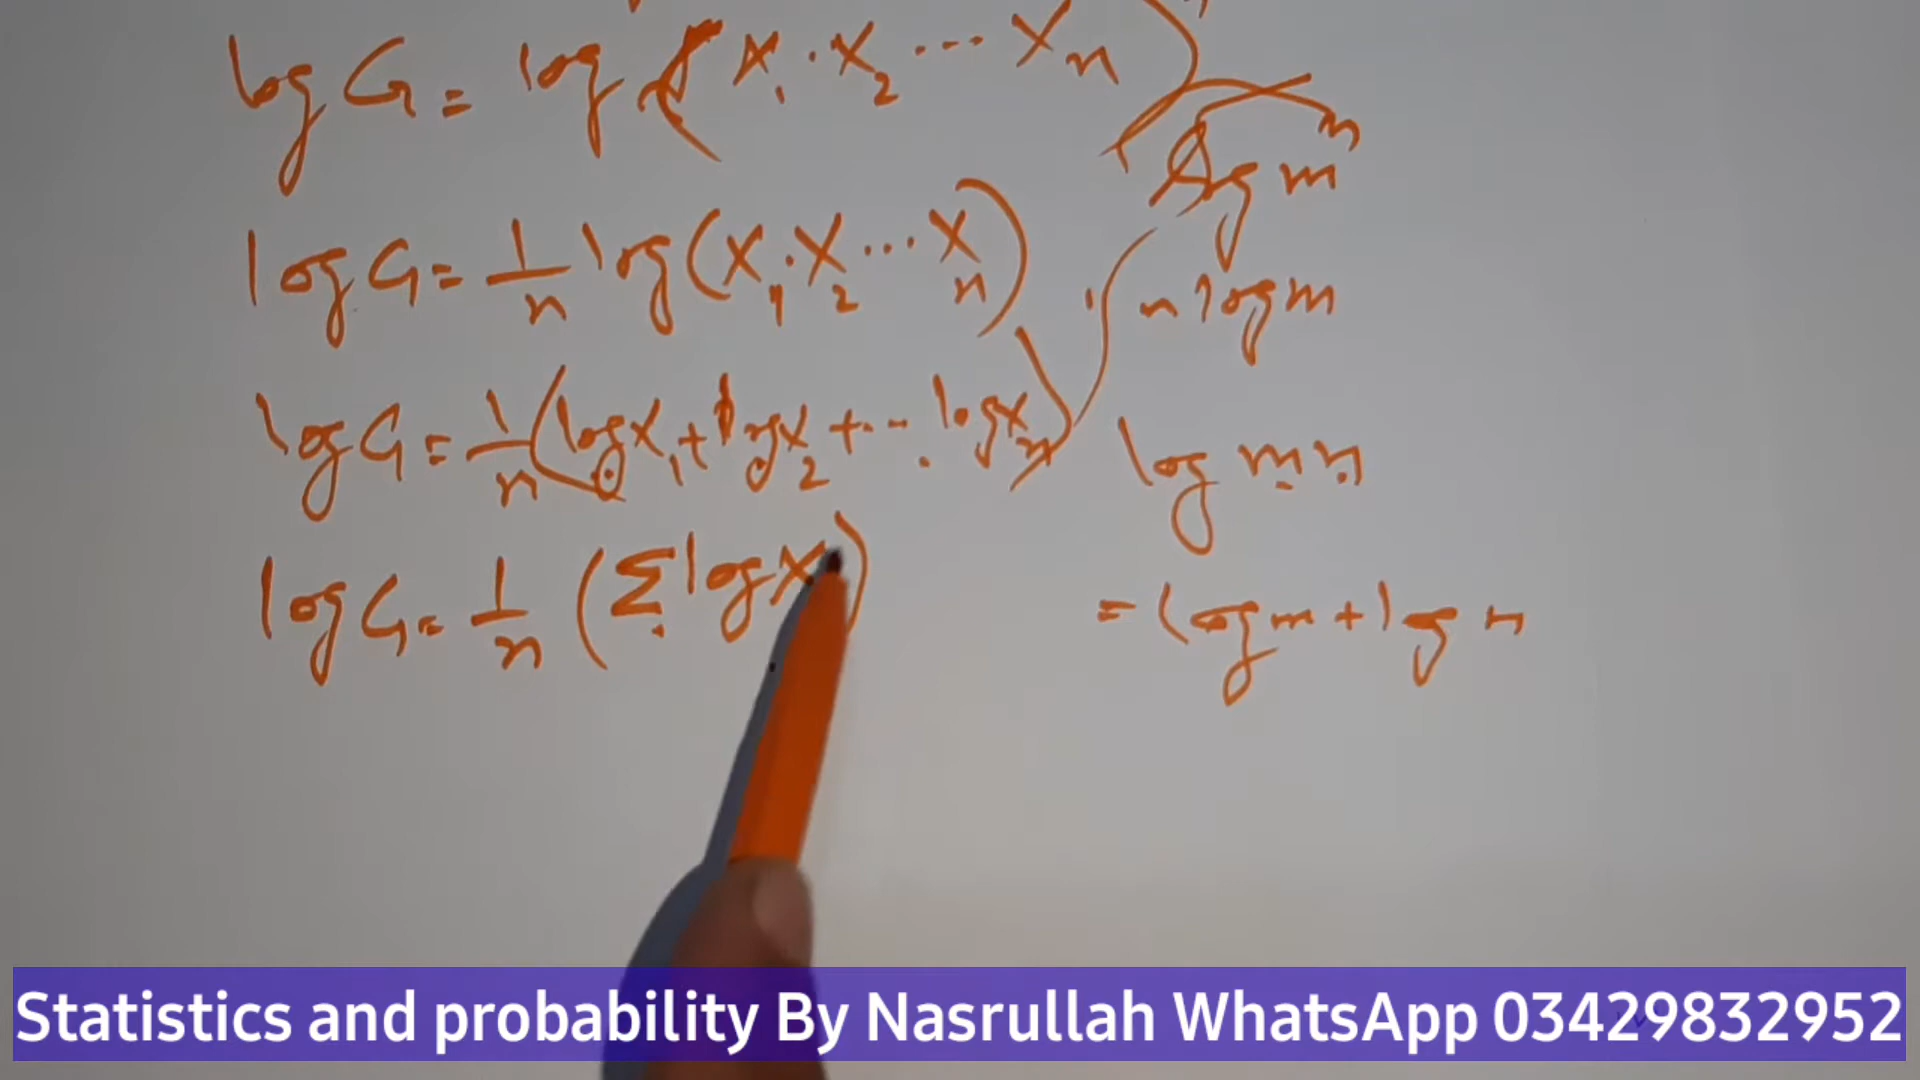 log G = log (x₁ . x₂ ... xₙ)
log mⁿ
log G = 1/n log (x₁ . x₂ ... xₙ)
n log m
log G = 1/n (log x₁ + log x₂ + ... log xₙ)
log m n
log G = 1/n (Σ log x)
= log m + log n
Statistics and probability By Nasrullah WhatsApp 03429832952